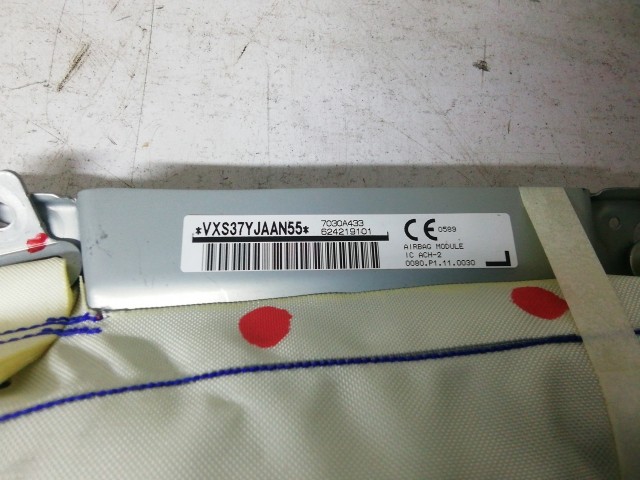 *VXS37YJAAN55*
7030A433
624219101
CE 0589
AIRBAG MODULE
IC ACH-2
0080.P1.11.0030
L